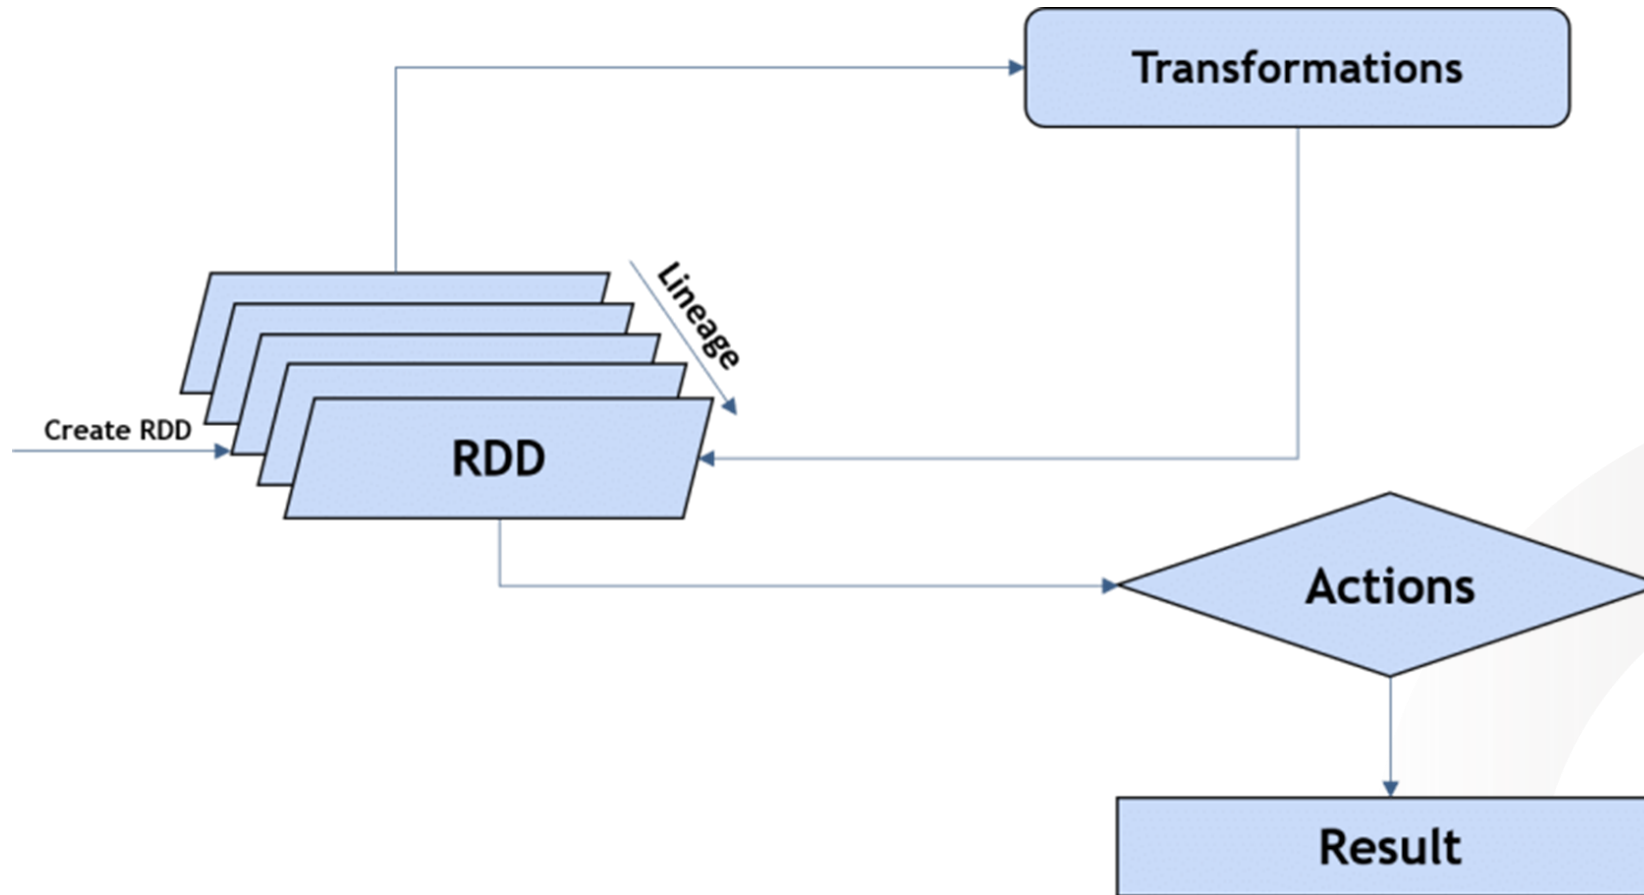 Transformations
Lineage
Create RDD
RDD
Actions
Result